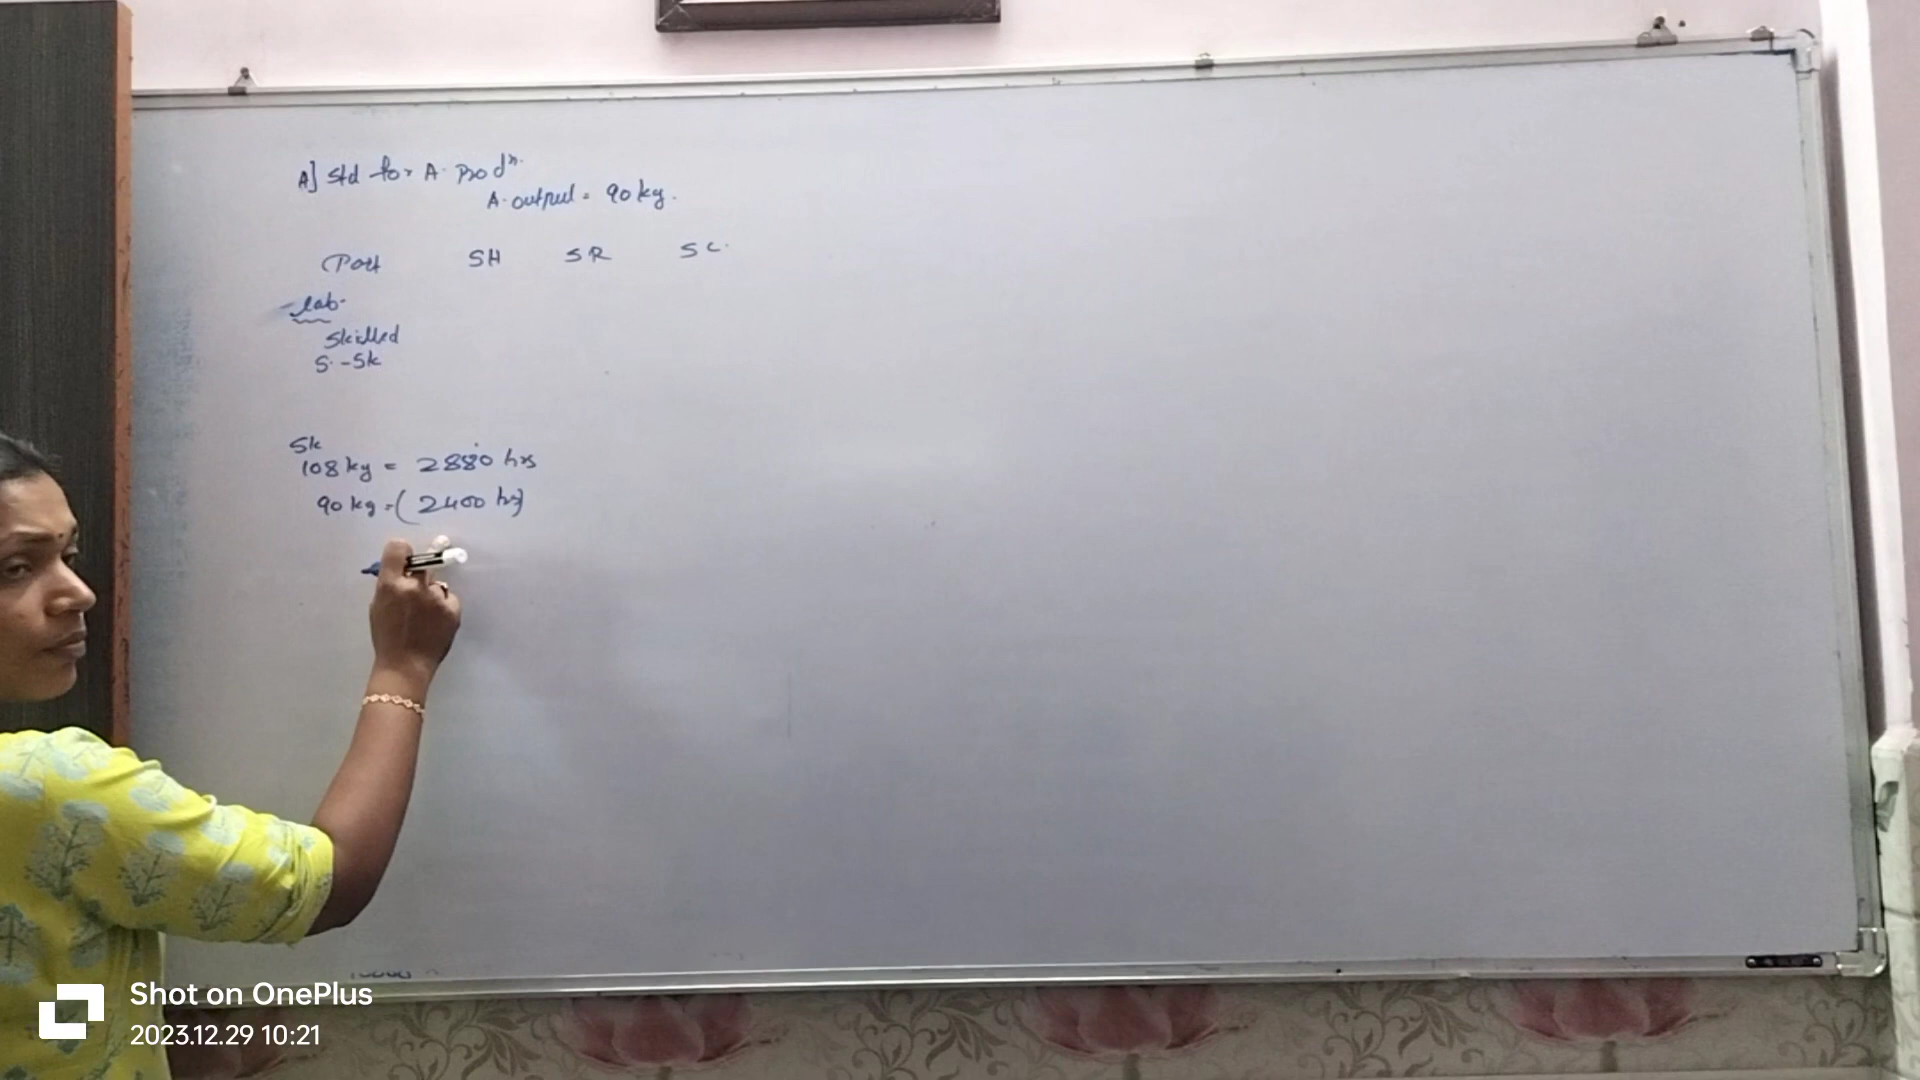 A] Std for A. Prodn.
A. output = 90 kg.
Part SH SR SC.
lab.
Skilled
S. - Sk
Sk
108 kg = 2880 hrs
90 kg = ( 2400 hrs)
Shot on OnePlus
2023.12.29 10:21